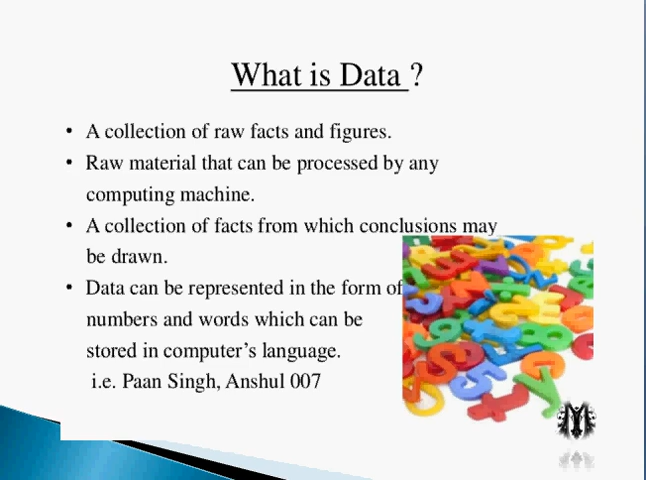 What is Data ?
• A collection of raw facts and figures.
• Raw material that can be processed by any
computing machine.
• A collection of facts from which conclusions may
be drawn.
• Data can be represented in the form of
numbers and words which can be
stored in computer's language.
i.e. Paan Singh, Anshul 007